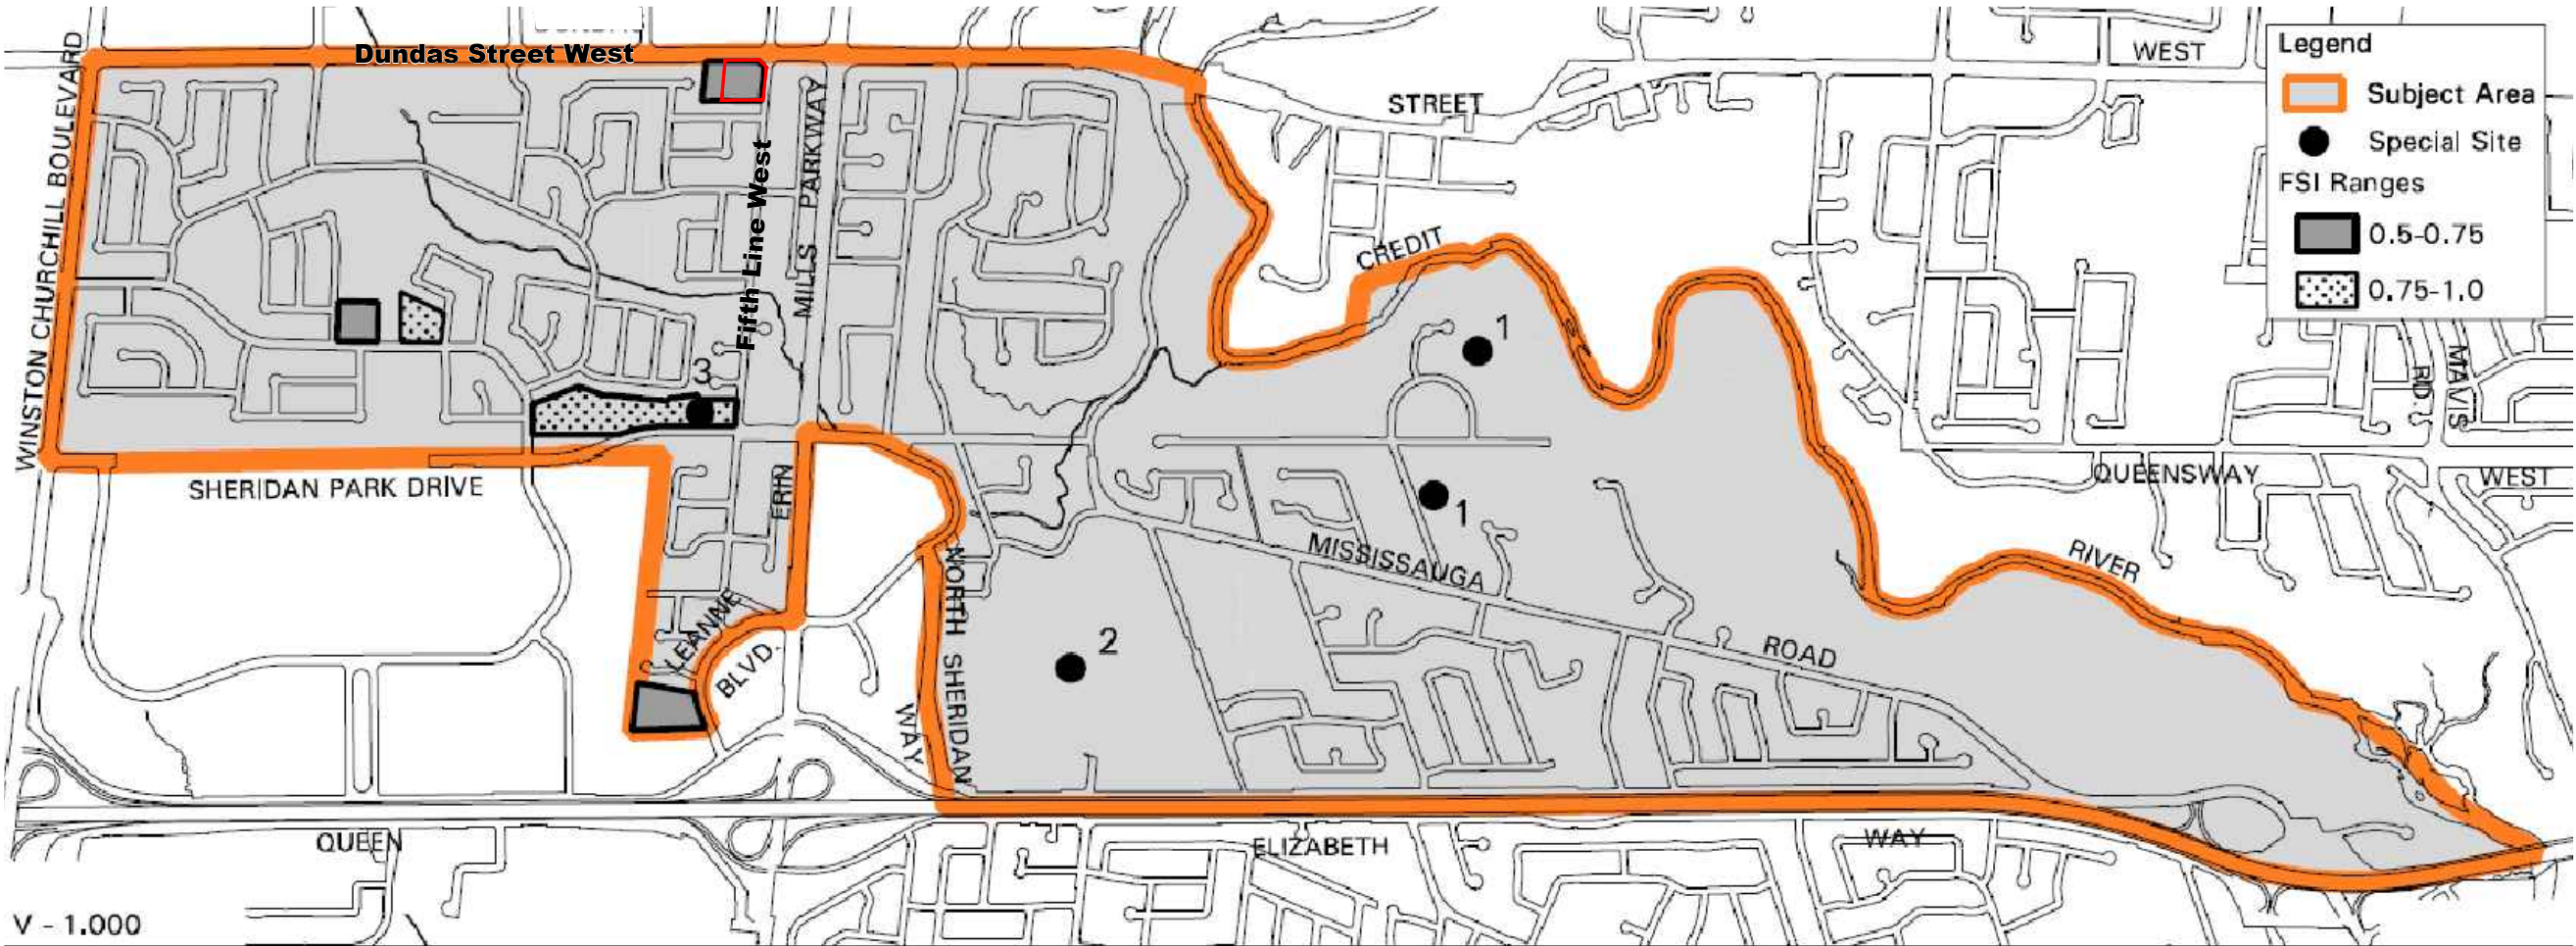 Dundas Street West
WINSTON CHURCHILL BOULEVARD
Fifth Line West
MILLS PARKWAY
ERIN
STREET
WEST
CREDIT
RIVER
SHERIDAN PARK DRIVE
3
1
1
2
LEANNE
BLVD.
NORTH SHERIDAN
WAY
MISSISSAUGA
ROAD
QUEENSWAY
WEST
MAVIS
RD.
QUEEN
ELIZABETH
WAY
Legend
Subject Area
Special Site
FSI Ranges
0.5-0.75
0.75-1.0
V - 1.000